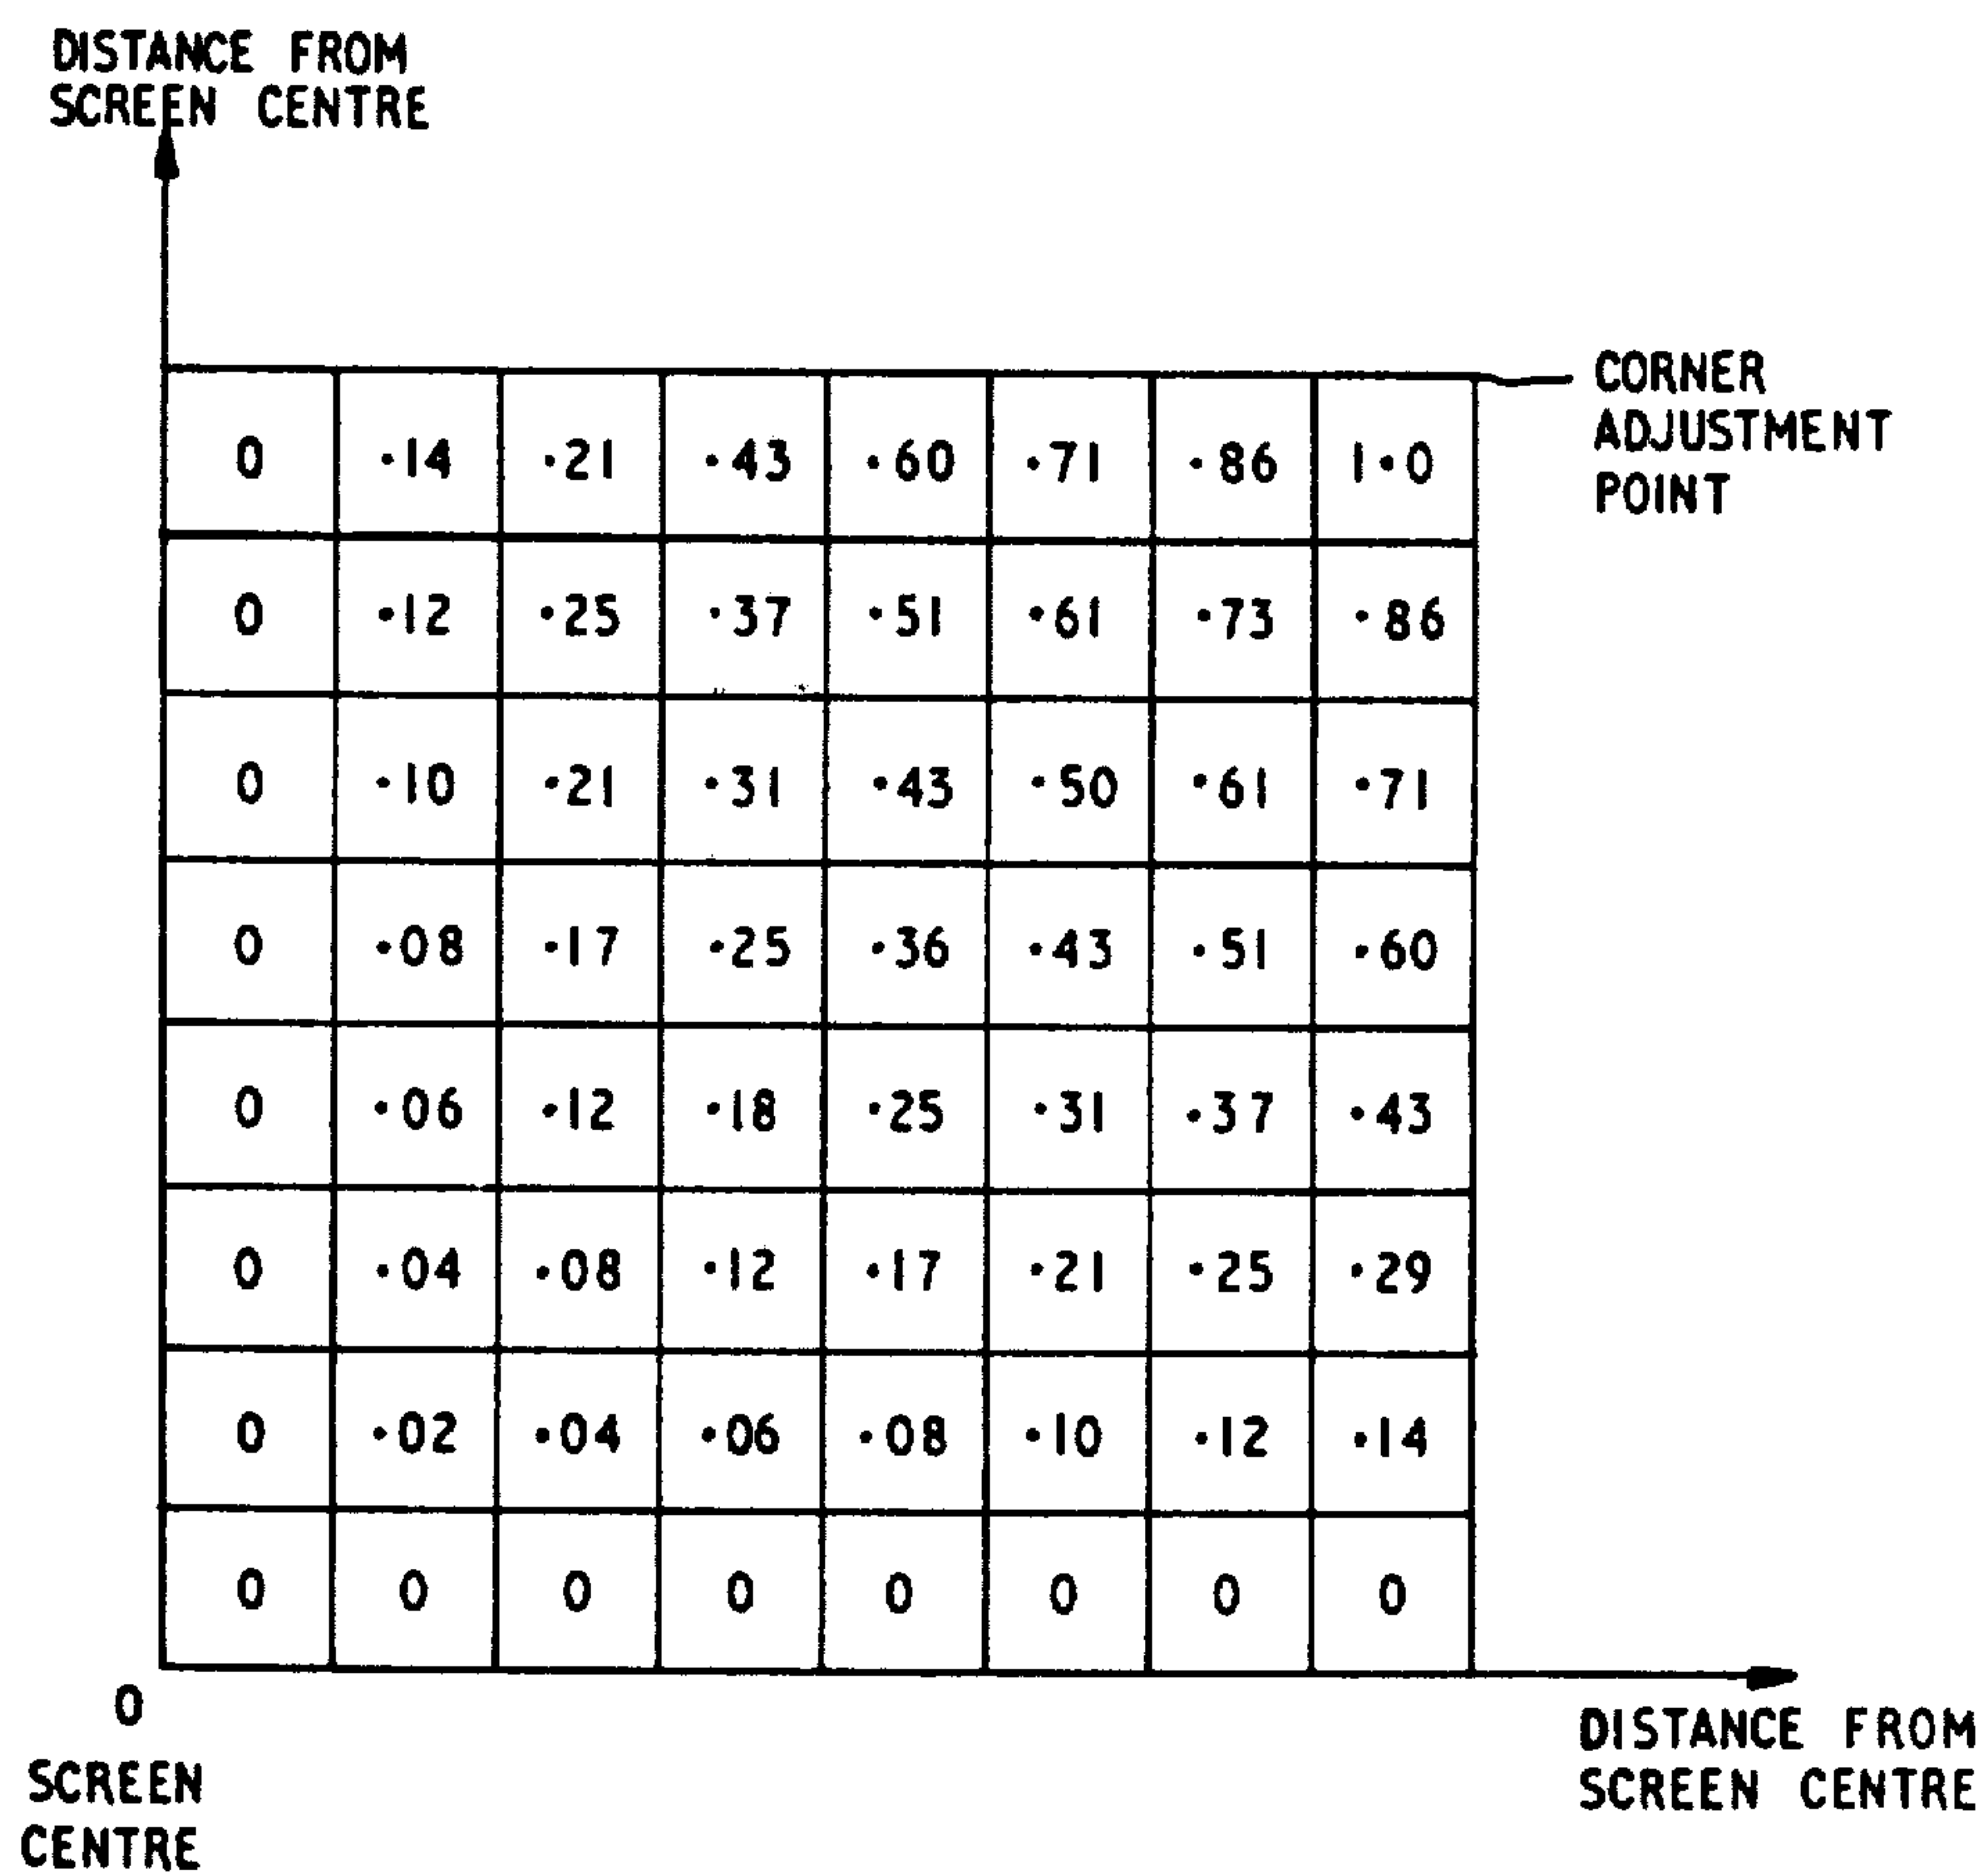 DISTANCE FROM
SCREEN CENTRE
CORNER
ADJUSTMENT
POINT
0 ·14 ·21 ·43 ·60 ·71 ·86 1·0
0 ·12 ·25 ·37 ·51 ·61 ·73 ·86
0 ·10 ·21 ·31 ·43 ·50 ·61 ·71
0 ·08 ·17 ·25 ·36 ·43 ·51 ·60
0 ·06 ·12 ·18 ·25 ·31 ·37 ·43
0 ·04 ·08 ·12 ·17 ·21 ·25 ·29
0 ·02 ·04 ·06 ·08 ·10 ·12 ·14
0 0 0 0 0 0 0 0
0
SCREEN
CENTRE
DISTANCE FROM
SCREEN CENTRE